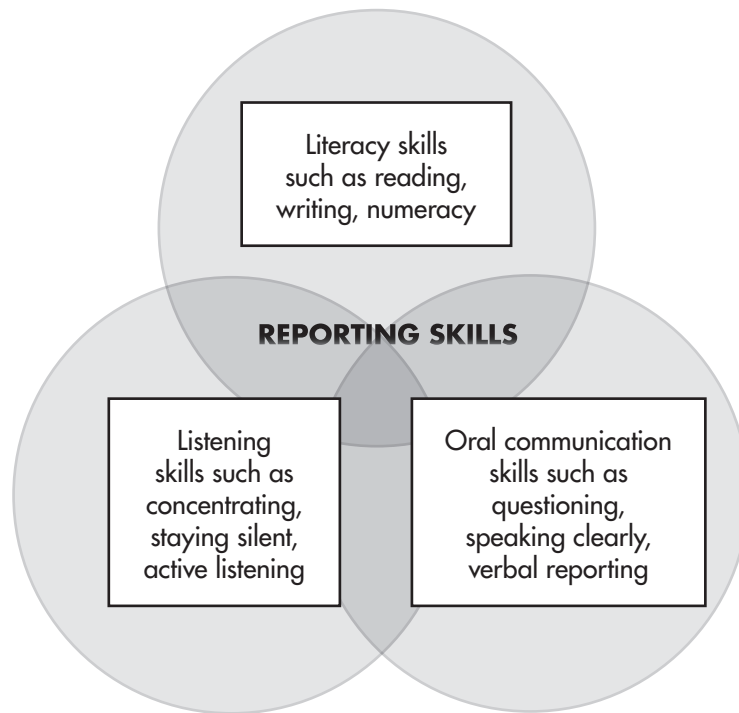 Literacy skills
such as reading,
writing, numeracy
REPORTING SKILLS
Listening
skills such as
concentrating,
staying silent,
active listening
Oral communication
skills such as
questioning,
speaking clearly,
verbal reporting